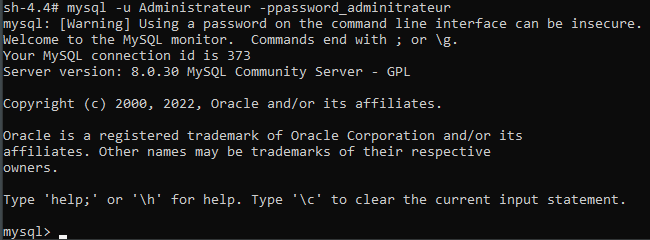 sh-4.4# mysql -u Administrateur -ppassword_adminitrateur
mysql: [Warning] Using a password on the command line interface can be insecure.
Welcome to the MySQL monitor.  Commands end with ; or \g.
Your MySQL connection id is 373
Server version: 8.0.30 MySQL Community Server - GPL

Copyright (c) 2000, 2022, Oracle and/or its affiliates.

Oracle is a registered trademark of Oracle Corporation and/or its
affiliates. Other names may be trademarks of their respective
owners.

Type 'help;' or '\h' for help. Type '\c' to clear the current input statement.

mysql> _